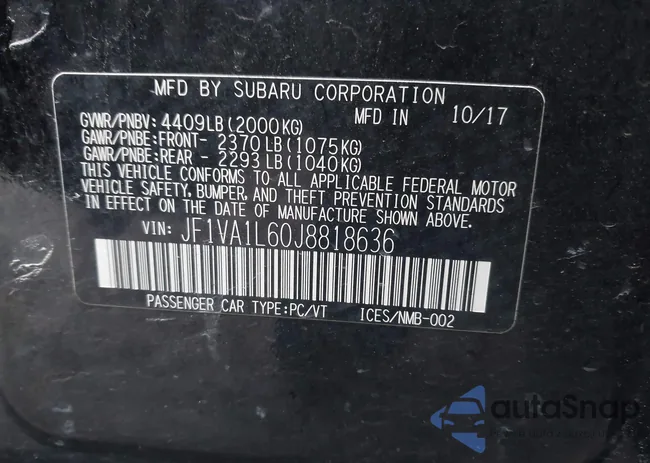 MFD BY SUBARU CORPORATION
MFD IN 10/17
GVWR/PNBV: 4409LB(2000KG)
GAWR/PNBE:FRONT- 2370LB(1075KG)
GAWR/PNBE:REAR - 2293LB(1040KG)
THIS VEHICLE CONFORMS TO ALL APPLICABLE FEDERAL MOTOR
VEHICLE SAFETY, BUMPER, AND THEFT PREVENTION STANDARDS
IN EFFECT ON THE DATE OF MANUFACTURE SHOWN ABOVE.
VIN: JF1VA1L60J8818636
PASSENGER CAR TYPE:PC/VT ICES/NMB-002
autoSnap